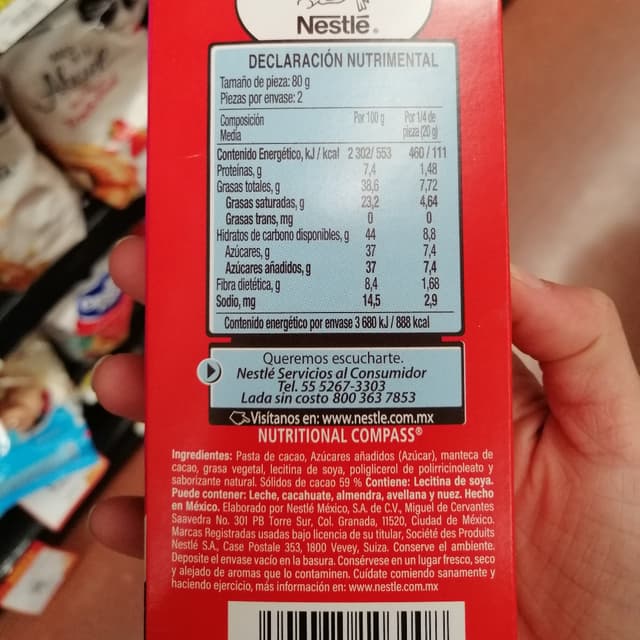 Nestlé®
DECLARACIÓN NUTRIMENTAL
Tamaño de pieza: 80 g
Piezas por envase: 2
Composición Media Por 100 g Por 1/4 de pieza (20 g)
Contenido Energético, kJ / kcal 2 302/ 553 460 / 111
Proteínas, g 7,4 1,48
Grasas totales, g 38,6 7,72
Grasas saturadas, g 23,2 4,64
Grasas trans, mg 0 0
Hidratos de carbono disponibles, g 44 8,8
Azúcares, g 37 7,4
Azúcares añadidos, g 37 7,4
Fibra dietética, g 8,4 1,68
Sodio, mg 14,5 2,9
Contenido energético por envase 3 680 kJ / 888 kcal
Queremos escucharte.
Nestlé Servicios al Consumidor
Tel. 55 5267-3303
Lada sin costo 800 363 7853
Visítanos en: www.nestle.com.mx
NUTRITIONAL COMPASS®
Ingredientes: Pasta de cacao, Azúcares añadidos (Azúcar), manteca de
cacao, grasa vegetal, lecitina de soya, poliglicerol de polirricinoleato y
saborizante natural. Sólidos de cacao 59 % Contiene: Lecitina de soya.
Puede contener: Leche, cacahuate, almendra, avellana y nuez. Hecho
en México. Elaborado por Nestlé México, S.A. de C.V., Miguel de Cervantes
Saavedra No. 301 PB Torre Sur, Col. Granada, 11520, Ciudad de México.
Marcas Registradas usadas bajo licencia de su titular, Société des Produits
Nestlé S.A., Case Postale 353, 1800 Vevey, Suiza. Conserve el ambiente.
Deposite el envase vacío en la basura. Consérvese en un lugar fresco, seco
y alejado de aromas que lo contaminen. Cuídate comiendo sanamente y
haciendo ejercicio, más información en: www.nestle.com.mx